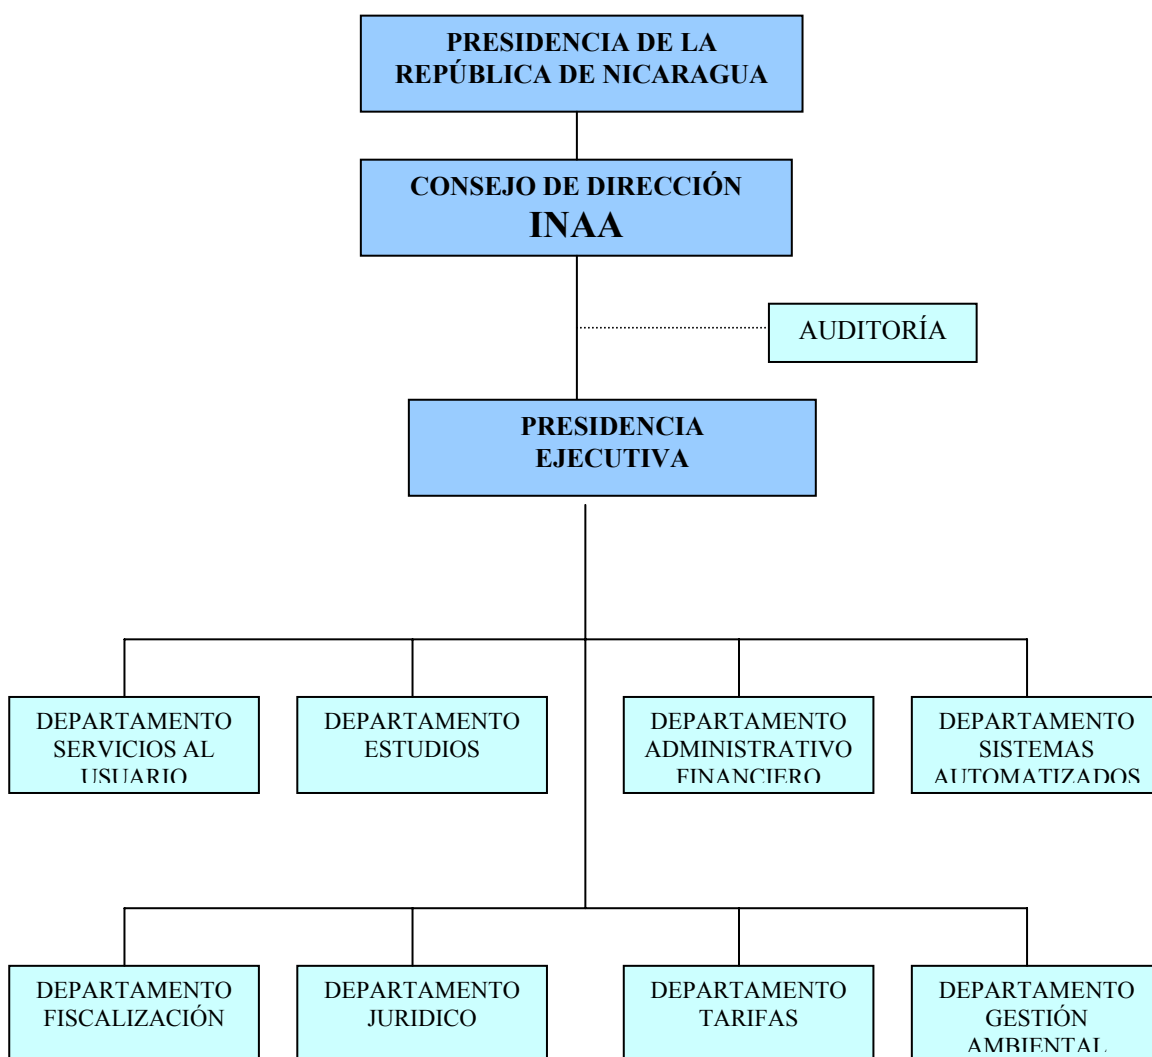 PRESIDENCIA DE LA
REPÚBLICA DE NICARAGUA
CONSEJO DE DIRECCIÓN
INAA
AUDITORÍA
PRESIDENCIA
EJECUTIVA
DEPARTAMENTO
SERVICIOS AL
USUARIO
DEPARTAMENTO
ESTUDIOS
DEPARTAMENTO
ADMINISTRATIVO
FINANCIERO
DEPARTAMENTO
SISTEMAS
AUTOMATIZADOS
DEPARTAMENTO
FISCALIZACIÓN
DEPARTAMENTO
JURIDICO
DEPARTAMENTO
TARIFAS
DEPARTAMENTO
GESTIÓN
AMBIENTAL